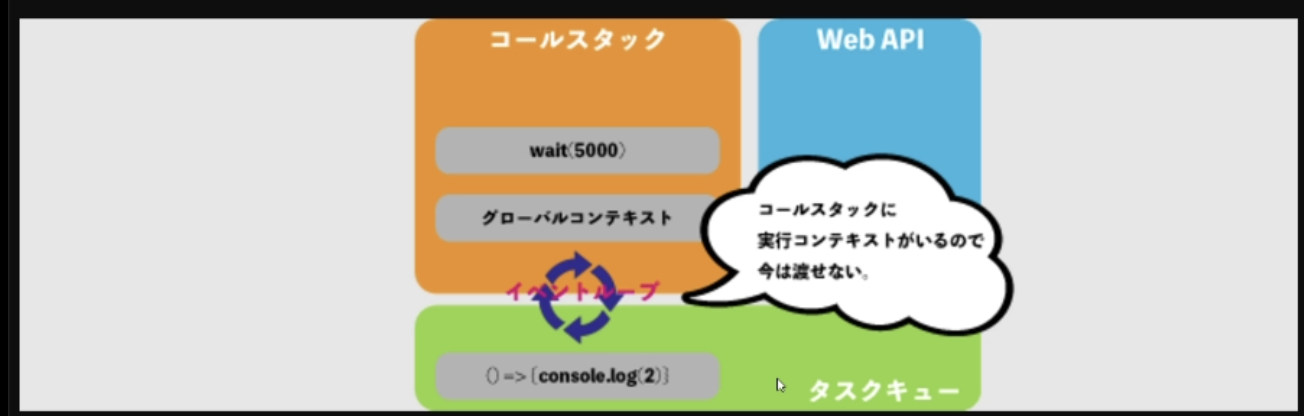 コールスタック
Web API
wait(5000)
グローバルコンテキスト
コールスタックに
実行コンテキストがいるので
今は渡せない。
イベントループ
() => {console.log(2)}
タスクキュー